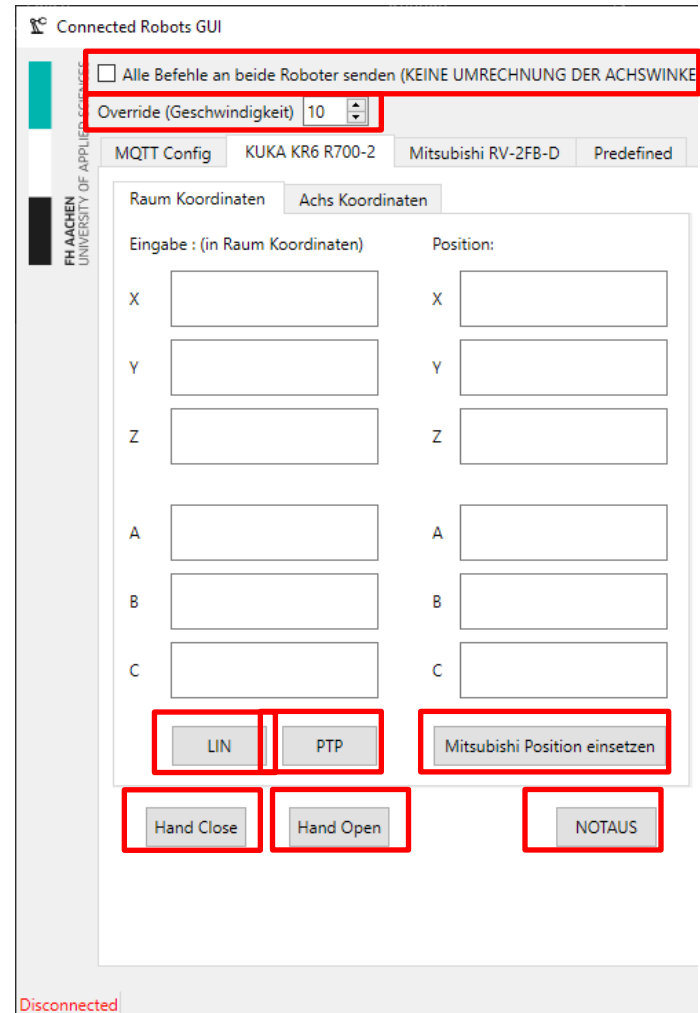 Connected Robots GUI
FH AACHEN
UNIVERSITY OF APPLIED SCIENCES
Alle Befehle an beide Roboter senden (KEINE UMRECHNUNG DER ACHSWINKE
Override (Geschwindigkeit) 10
MQTT Config KUKA KR6 R700-2 Mitsubishi RV-2FB-D Predefined
Raum Koordinaten Achs Koordinaten
Eingabe : (in Raum Koordinaten) Position:
X X
Y Y
Z Z
A A
B B
C C
LIN PTP Mitsubishi Position einsetzen
Hand Close Hand Open NOTAUS
Disconnected